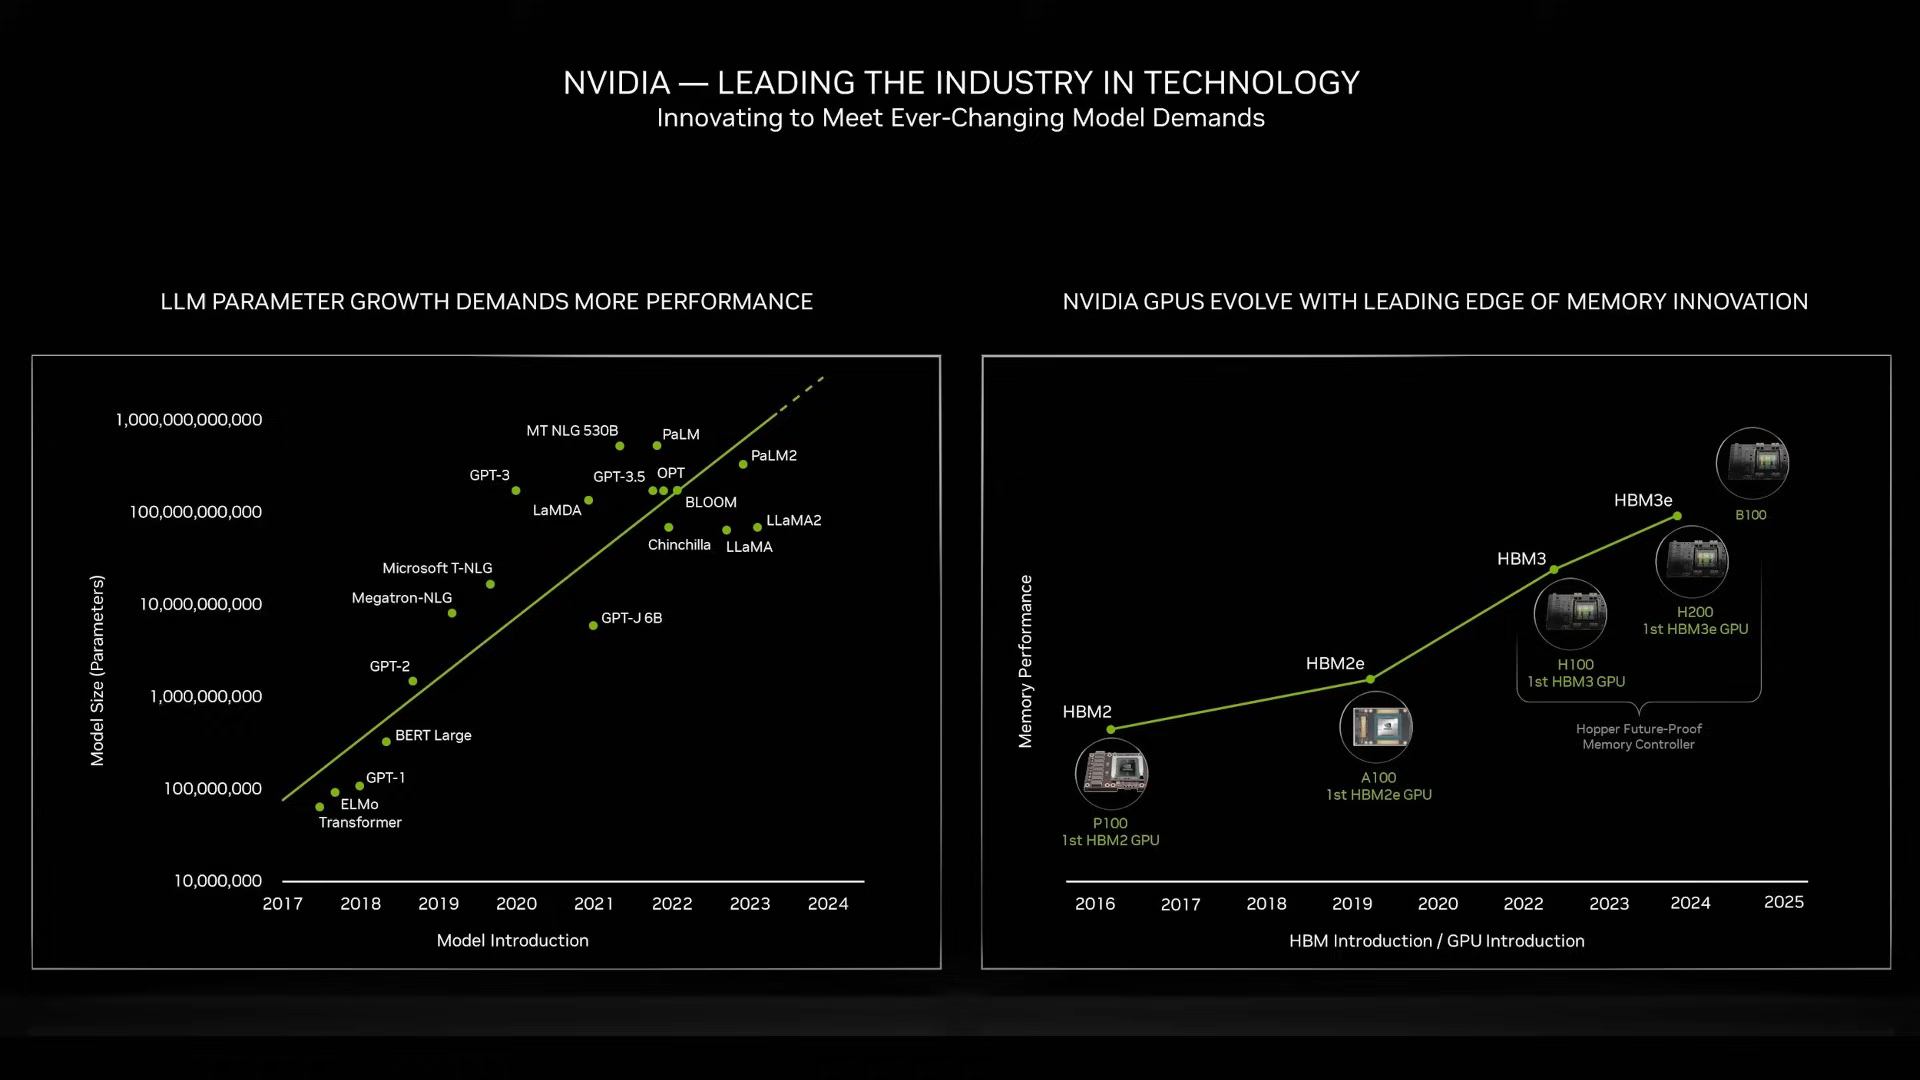 NVIDIA — LEADING THE INDUSTRY IN TECHNOLOGY
Innovating to Meet Ever-Changing Model Demands
LLM PARAMETER GROWTH DEMANDS MORE PERFORMANCE
Model Size (Parameters)
1,000,000,000,000
100,000,000,000
10,000,000,000
1,000,000,000
100,000,000
10,000,000
MT NLG 530B
PaLM
PaLM2
GPT-3
GPT-3.5
OPT
LaMDA
BLOOM
LLaMA2
Chinchilla
LLaMA
Microsoft T-NLG
Megatron-NLG
GPT-J 6B
GPT-2
BERT Large
GPT-1
ELMo
Transformer
2017 2018 2019 2020 2021 2022 2023 2024
Model Introduction
NVIDIA GPUS EVOLVE WITH LEADING EDGE OF MEMORY INNOVATION
Memory Performance
HBM3e
B100
HBM3
H200
1st HBM3e GPU
HBM2e
H100
1st HBM3 GPU
HBM2
Hopper Future-Proof
Memory Controller
A100
1st HBM2e GPU
P100
1st HBM2 GPU
2016 2017 2018 2019 2020 2022 2023 2024 2025
HBM Introduction / GPU Introduction